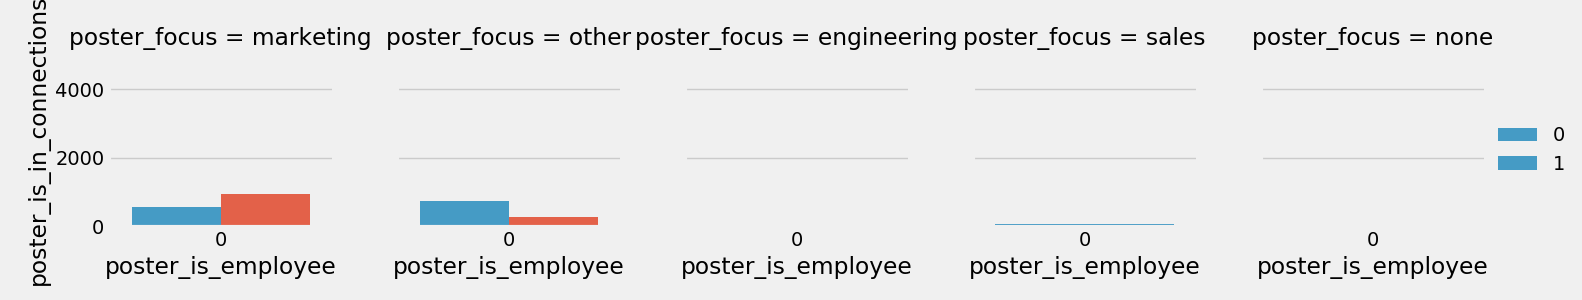 poster_focus = marketing
poster_focus = other
poster_focus = engineering
poster_focus = sales
poster_focus = none
poster_is_in_connections
4000
2000
0
0
0
0
0
0
poster_is_employee
poster_is_employee
poster_is_employee
poster_is_employee
poster_is_employee
0
1